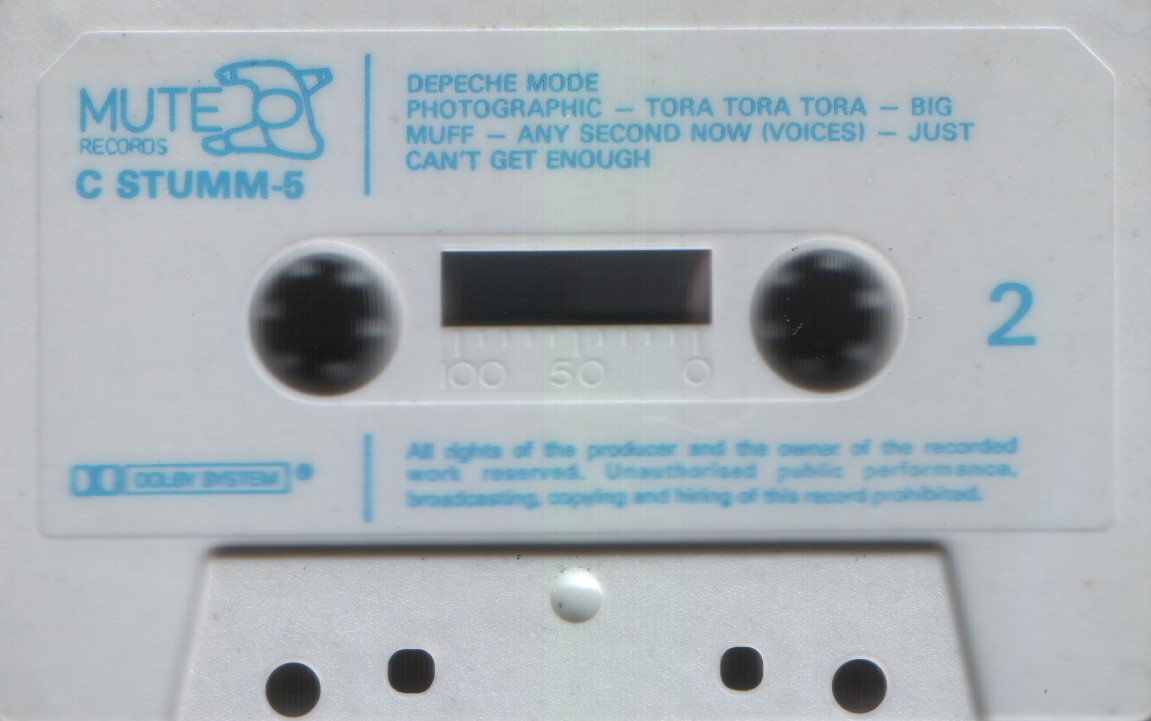 MUTE
RECORDS
C STUMM-5
DEPECHE MODE
PHOTOGRAPHIC — TORA TORA TORA — BIG
MUFF — ANY SECOND NOW (VOICES) — JUST
CAN'T GET ENOUGH
2
100 50 0
DOLBY SYSTEM
All rights of the producer and the owner of the recorded
work reserved. Unauthorised public performance,
broadcasting, copying and hiring of this record prohibited.